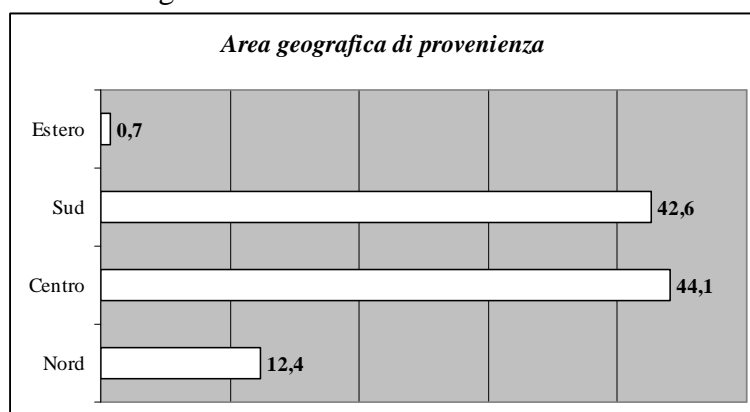 Area geografica di provenienza
Estero 0,7
Sud 42,6
Centro 44,1
Nord 12,4